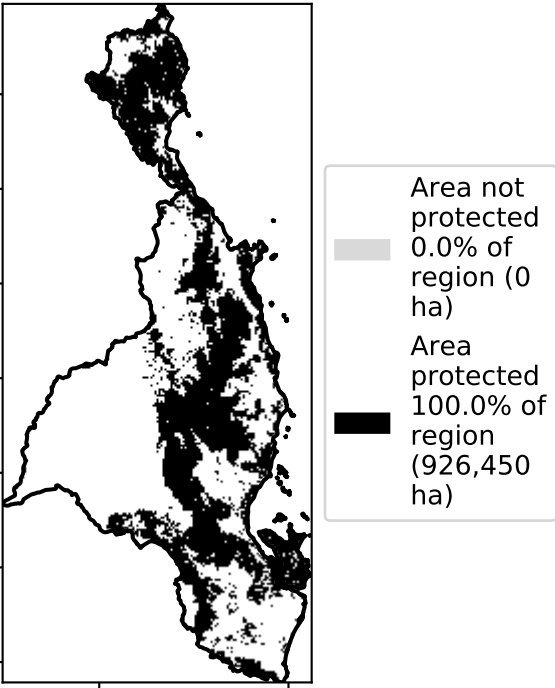 Area not
protected
0.0% of
region (0
ha)
Area
protected
100.0% of
region
(926,450
ha)